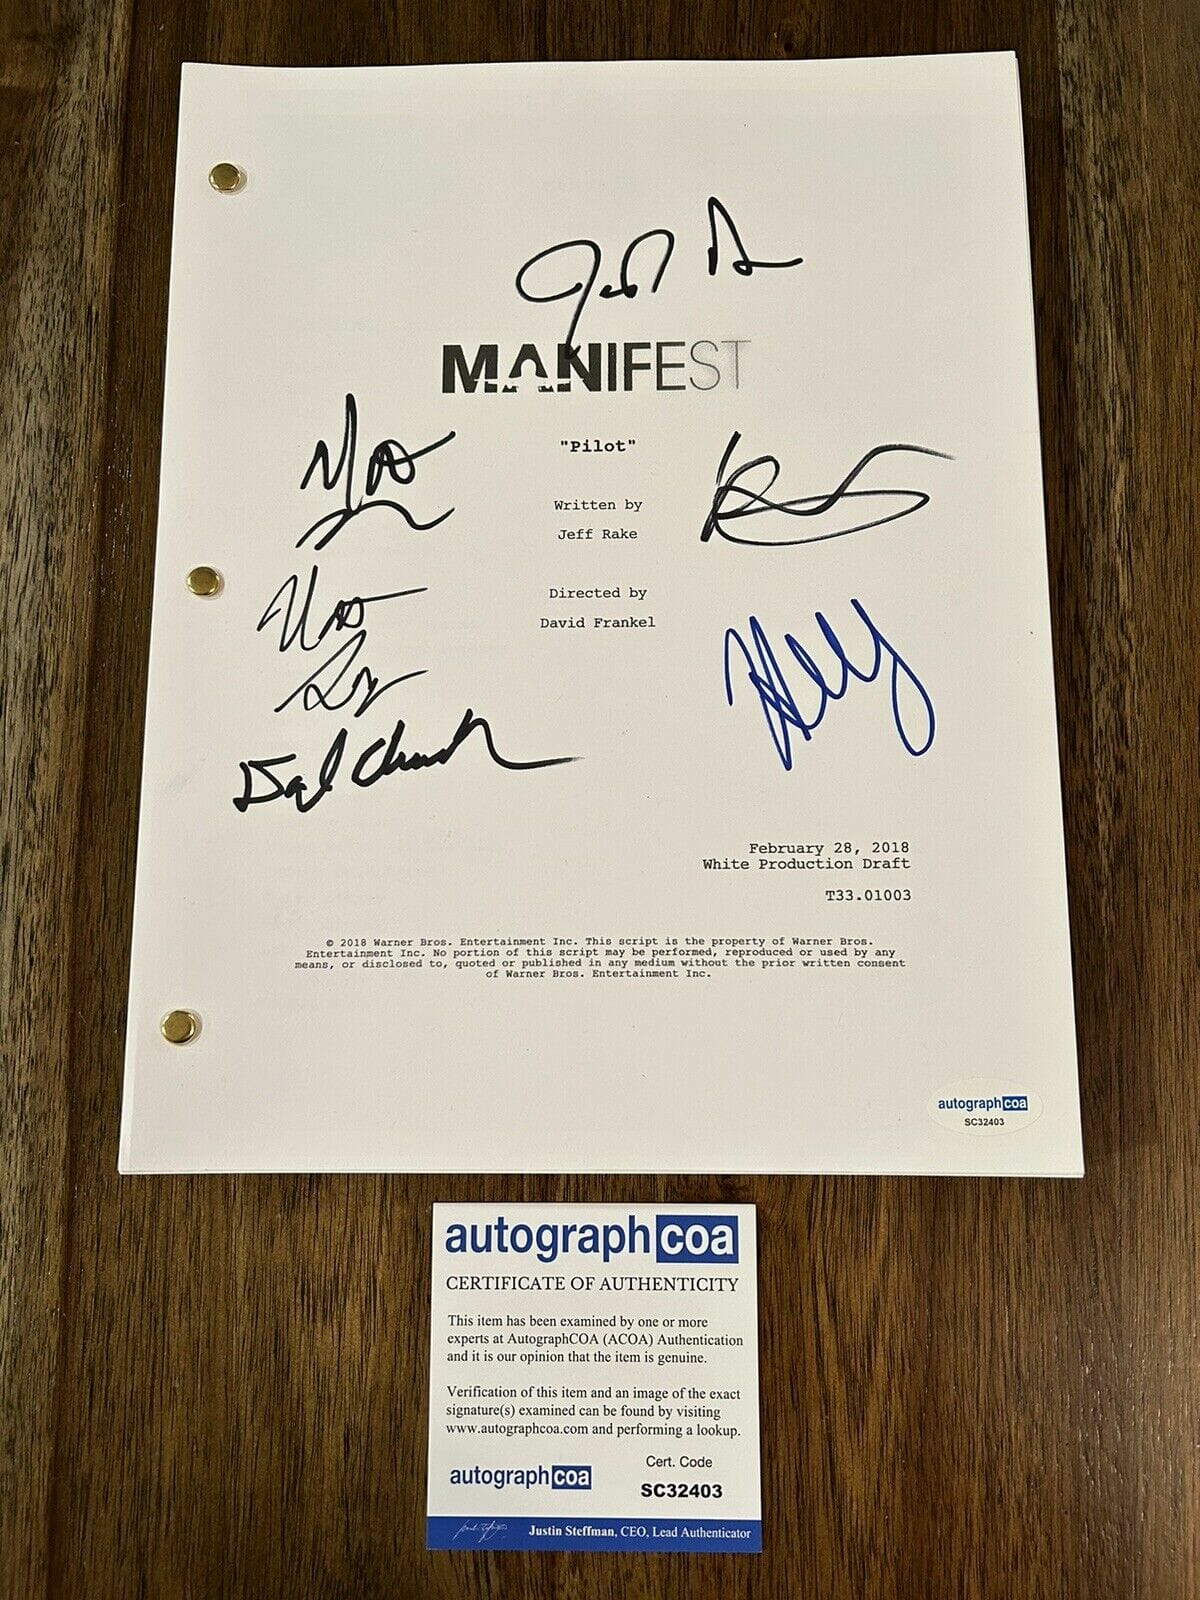 MANIFEST
"Pilot"
Written by
Jeff Rake
Directed by
David Frankel
February 28, 2018
White Production Draft
T33.01003
© 2018 Warner Bros. Entertainment Inc. This script is the property of Warner Bros.
Entertainment Inc. No portion of this script may be performed, reproduced or used by any
means, or disclosed to, quoted or published in any medium without the prior written consent
of Warner Bros. Entertainment Inc.
autographcoa
SC32403
autographcoa
CERTIFICATE OF AUTHENTICITY
This item has been examined by one or more
experts at AutographCOA (ACOA) Authentication
and it is our opinion that the item is genuine.
Verification of this item and an image of the exact
signature(s) examined can be found by visiting
www.autographcoa.com and performing a lookup.
Cert. Code
autographcoa
SC32403
Justin Steffman, CEO, Lead Authenticator